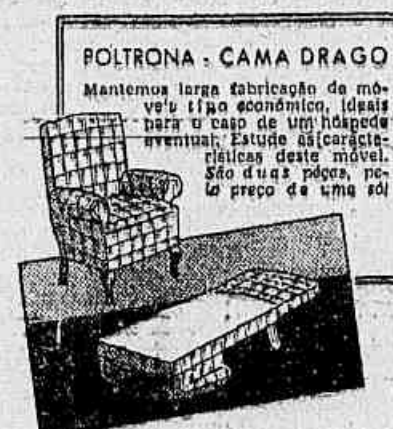 POLTRONA - CAMA DRAGO
Mantemos larga fabricação de mó-
veis tipo econômico, ideais
para o caso de um hóspede
eventual. Estude as caracte-
rísticas deste móvel.
São duas peças, pe-
lo preço de uma só!